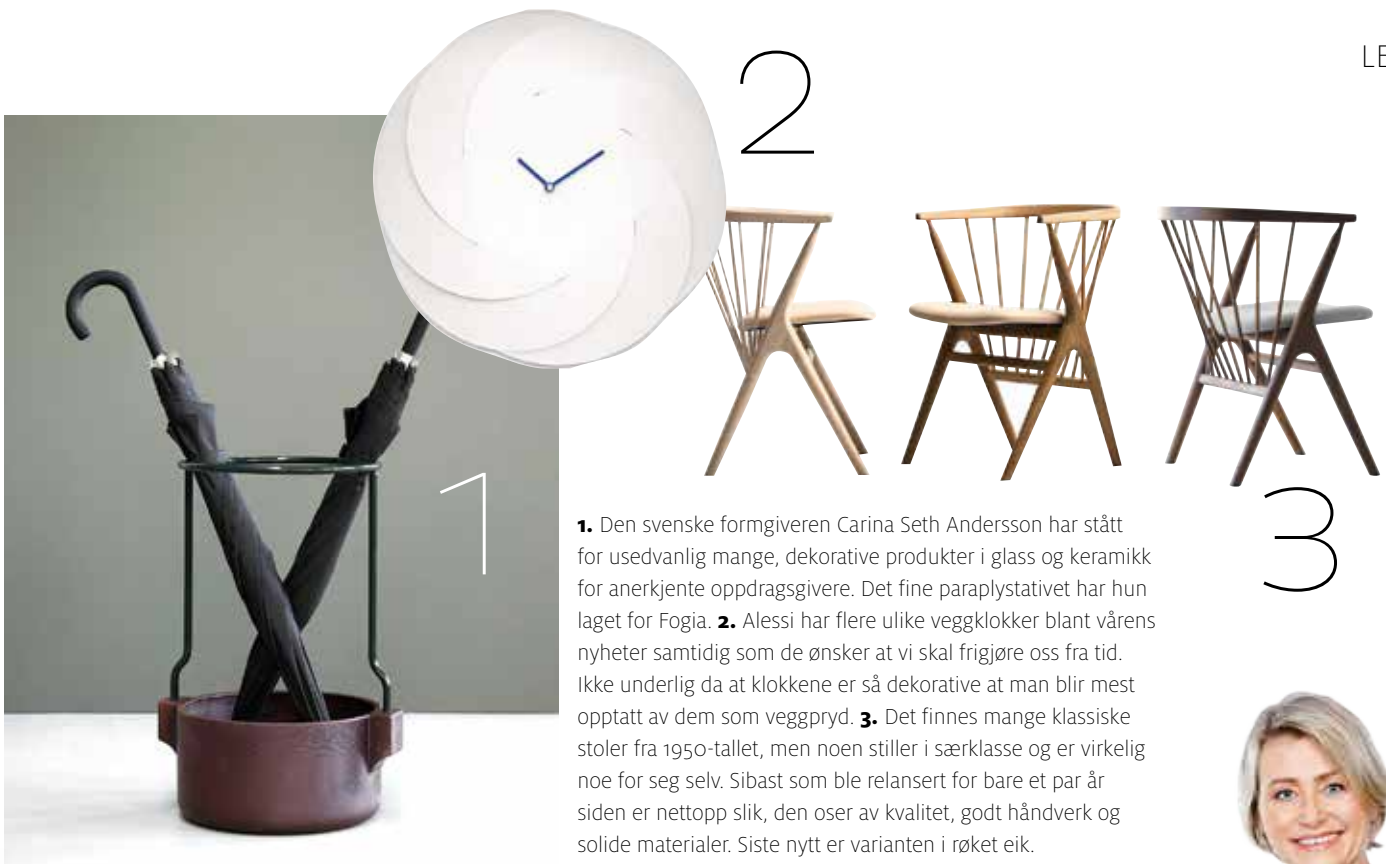 LE
2
1
3
1. Den svenske formgiveren Carina Seth Andersson har stått
for usedvanlig mange, dekorative produkter i glass og keramikk
for anerkjente oppdragsgivere. Det fine paraplystativet har hun
laget for Fogia. 2. Alessi har flere ulike veggklokker blant vårens
nyheter samtidig som de ønsker at vi skal frigjøre oss fra tid.
Ikke underlig da at klokkene er så dekorative at man blir mest
opptatt av dem som veggpryd. 3. Det finnes mange klassiske
stoler fra 1950-tallet, men noen stiller i særklasse og er virkelig
noe for seg selv. Sibast som ble relansert for bare et par år
siden er nettopp slik, den oser av kvalitet, godt håndverk og
solide materialer. Siste nytt er varianten i røket eik.